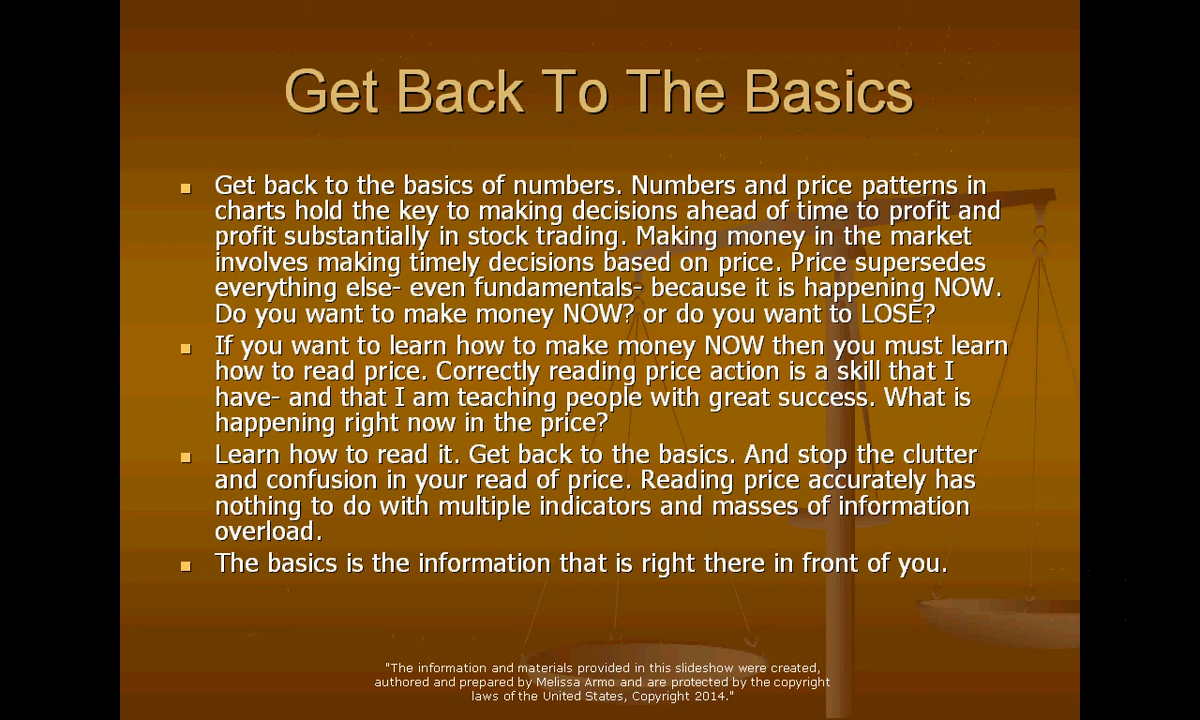 Get Back To The Basics
Get back to the basics of numbers. Numbers and price patterns in
charts hold the key to making decisions ahead of time to profit and
profit substantially in stock trading. Making money in the market
involves making timely decisions based on price. Price supersedes
everything else- even fundamentals- because it is happening NOW.
Do you want to make money NOW? or do you want to LOSE?
If you want to learn how to make money NOW then you must learn
how to read price. Correctly reading price action is a skill that I
have- and that I am teaching people with great success. What is
happening right now in the price?
Learn how to read it. Get back to the basics. And stop the clutter
and confusion in your read of price. Reading price accurately has
nothing to do with multiple indicators and masses of information
overload.
The basics is the information that is right there in front of you.
"The information and materials provided in this slideshow were created,
authored and prepared by Melissa Armo and are protected by the copyright
laws of the United States, Copyright 2014."